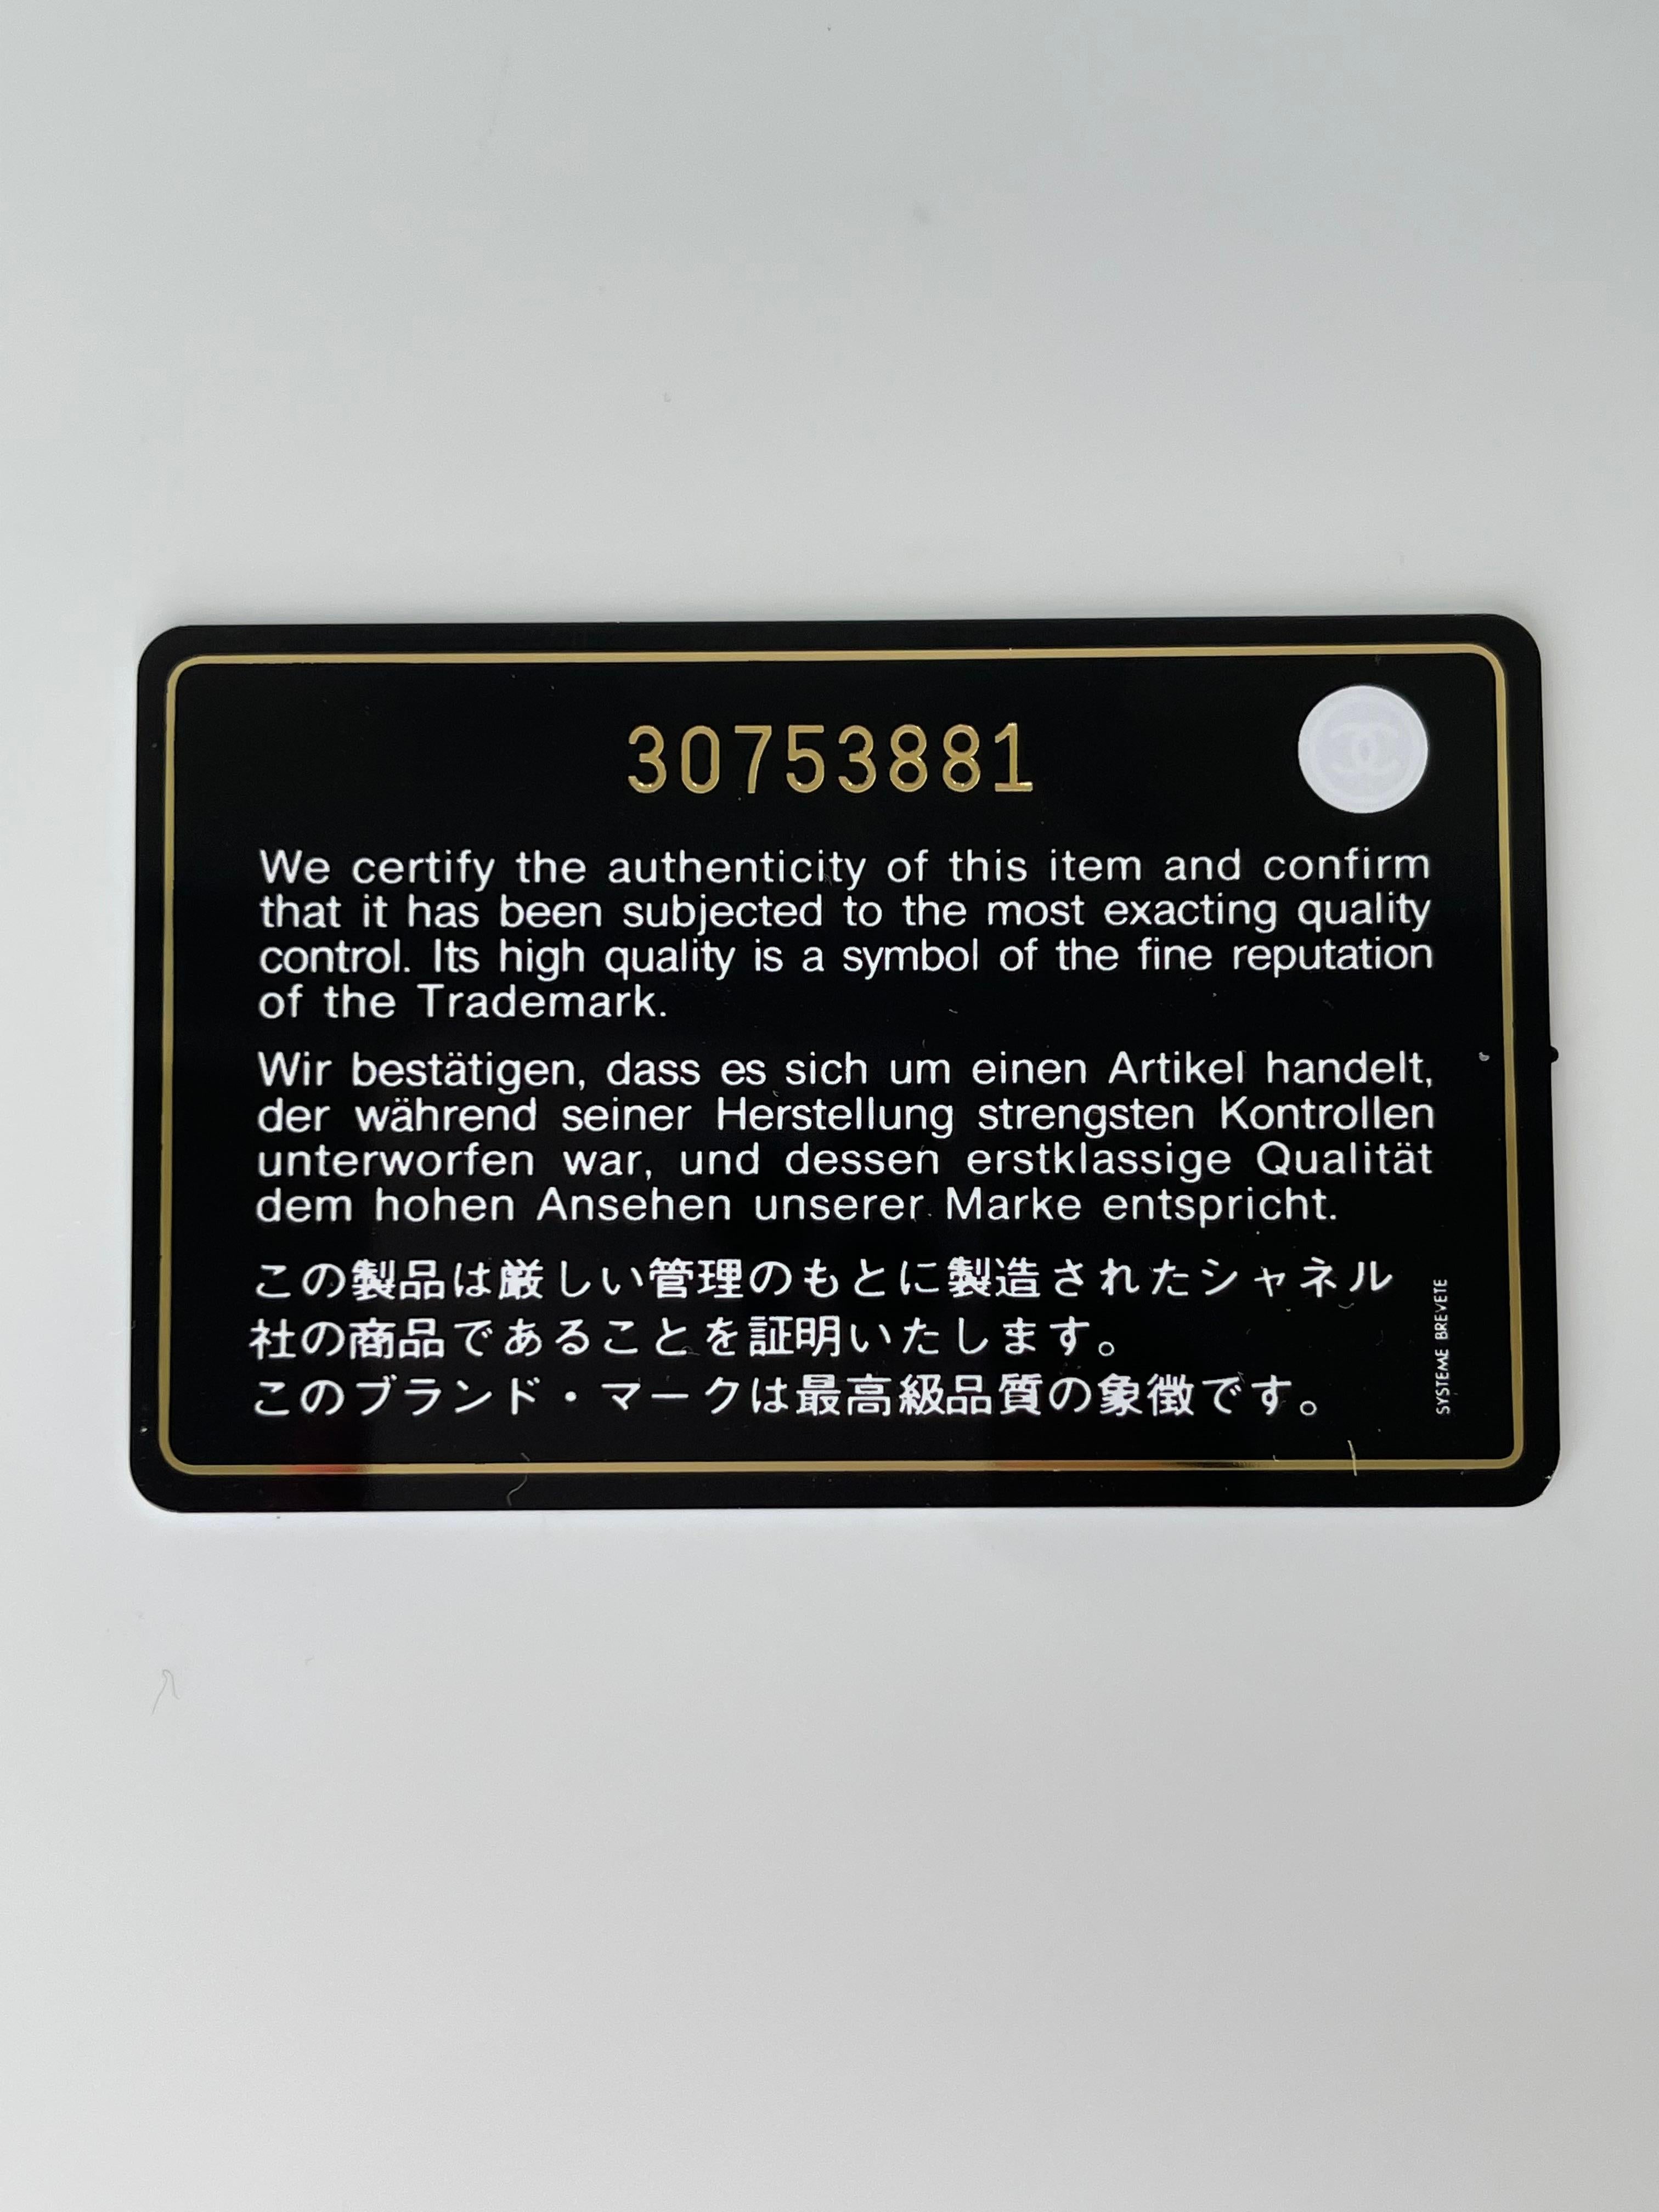 30753881
We certify the authenticity of this item and confirm
that it has been subjected to the most exacting quality
control. Its high quality is a symbol of the fine reputation
of the Trademark.
Wir bestätigen, dass es sich um einen Artikel handelt,
der während seiner Herstellung strengsten Kontrollen
unterworfen war, und dessen erstklassige Qualität
dem hohen Ansehen unserer Marke entspricht.
この製品は厳しい管理のもとに製造されたシャネル
社の商品であることを証明いたします。
このブランド・マークは最高級品質の象徴です。
SYSTEME BREVETE